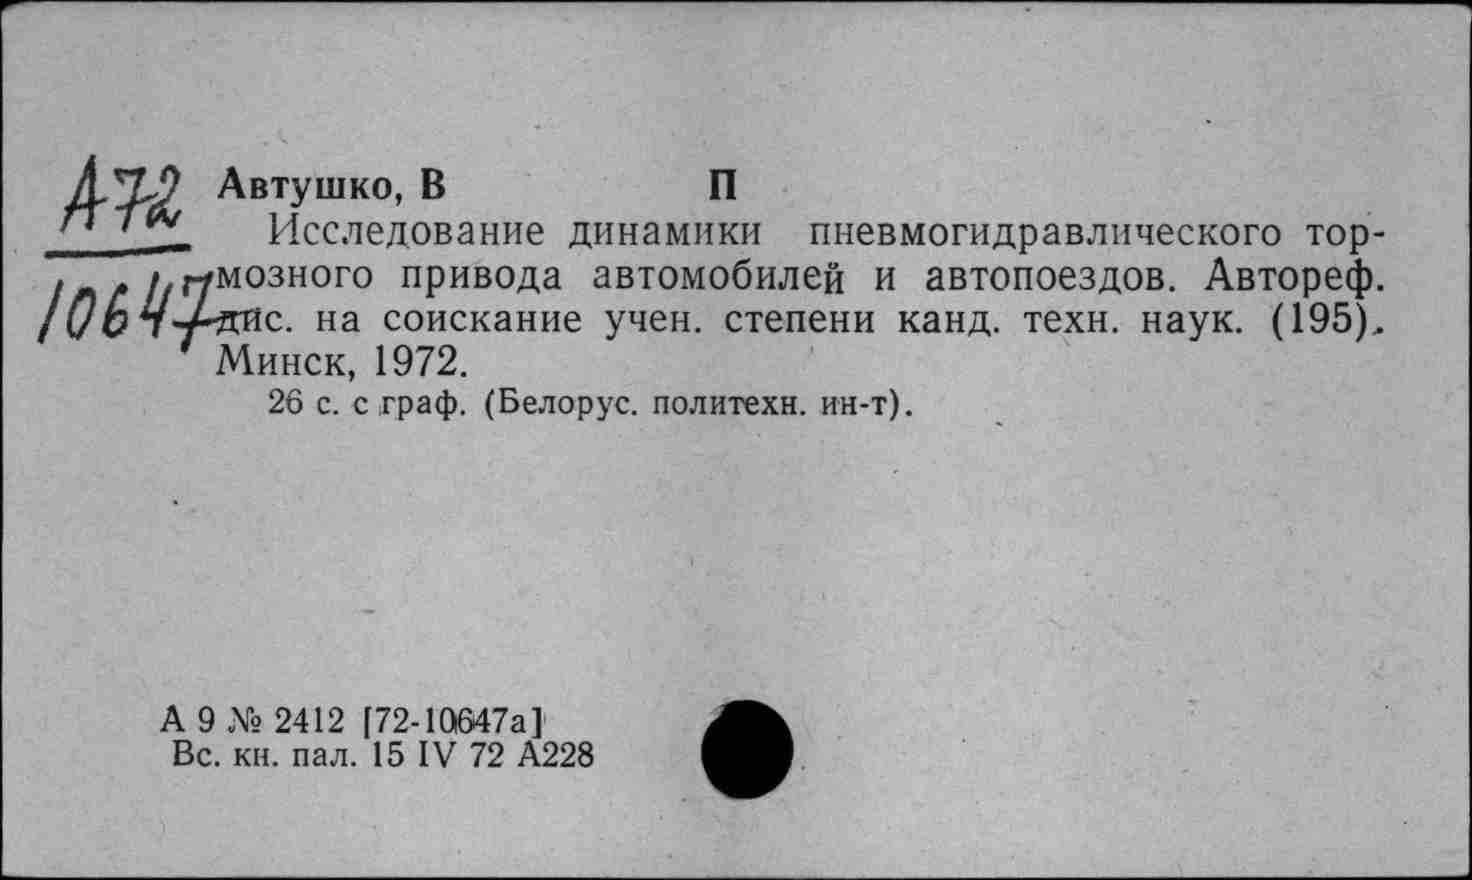 А72
10647
Автушко, В П
Исследование динамики пневмогидравлического тор-
мозного привода автомобилей и автопоездов. Автореф.
дис. на соискание учен. степени канд. техн. наук. (195).
Минск, 1972.
26 с. с граф. (Белорус. политехн. ин-т).
А 9 № 2412 [72-10647а]
Вс. кн. пал. 15 IV 72 А228